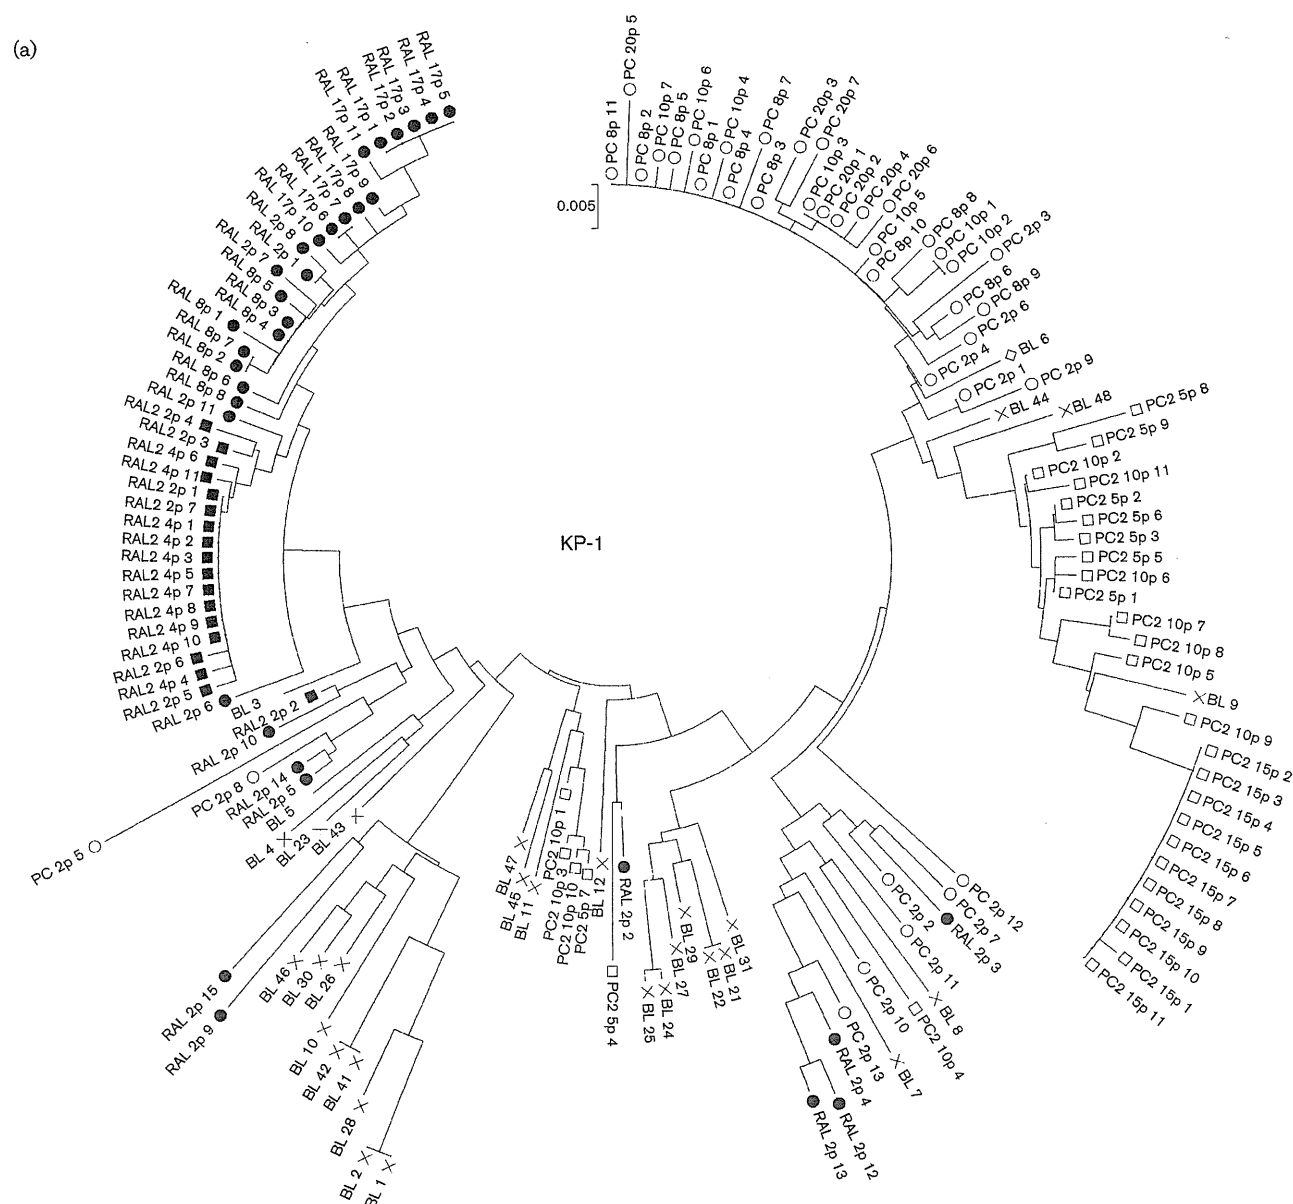 (a)
RAL 17p 5
RAL 17p 4
RAL 17p 3
RAL 17p 2
RAL 17p 1
RAL 17p 11
RAL 17p 9
RAL 17p 8
RAL 17p 7
RAL 17p 6
RAL 17p 10
RAL 2p 8
RAL 2p 1
RAL 2p 7
RAL 8p 5
RAL 8p 3
RAL 8p 4
RAL 8p 1
RAL 8p 7
RAL 8p 2
RAL 8p 6
RAL 8p 8
RAL 2p 11
RAL2 2p 4
RAL2 2p 3
RAL2 4p 6
RAL2 4p 11
RAL2 2p 1
RAL2 2p 7
RAL2 4p 1
RAL2 4p 2
RAL2 4p 3
RAL2 4p 5
RAL2 4p 7
RAL2 4p 8
RAL2 4p 9
RAL2 4p 10
RAL2 2p 6
RAL2 4p 4
RAL2 2p 5
RAL 2p 6
BL 3
RAL2 2p 2
RAL 2p 10
PC 2p 5
PC 2p 8
RAL 2p 14
RAL 2p 5
BL 5
BL 4
BL 23
BL 43
RAL 2p 15
RAL 2p 9
BL 46
BL 30
BL 26
BL 10
BL 42
BL 41
BL 28
BL 2
BL 1
BL 47
BL 45
BL 11
PC2 10p 1
PC2 10p 3
PC2 10p 10
PC2 5p 7
BL 12
RAL 2p 2
PC2 5p 4
BL 25
BL 24
BL 27
BL 29
BL 22
BL 21
BL 31
RAL 2p 13
RAL 2p 12
RAL 2p 4
PC 2p 13
BL 7
PC 2p 10
PC2 10p 4
BL 8
PC 2p 11
PC 2p 2
RAL 2p 3
PC 2p 7
PC 2p 12
PC2 15p 11
PC2 15p 1
PC2 15p 10
PC2 15p 9
PC2 15p 8
PC2 15p 7
PC2 15p 6
PC2 15p 5
PC2 15p 4
PC2 15p 3
PC2 15p 2
PC2 10p 9
BL 9
PC2 10p 5
PC2 10p 8
PC2 10p 7
PC2 5p 1
PC2 10p 6
PC2 5p 5
PC2 5p 3
PC2 5p 6
PC2 5p 2
PC2 10p 11
PC2 10p 2
PC2 5p 9
PC2 5p 8
BL 48
BL 44
PC 2p 9
PC 2p 1
BL 6
PC 2p 4
PC 2p 6
PC 8p 9
PC 8p 6
PC 2p 3
PC 10p 2
PC 10p 1
PC 8p 8
PC 8p 10
PC 10p 5
PC 20p 6
PC 20p 4
PC 20p 2
PC 20p 1
PC 10p 3
PC 20p 7
PC 20p 3
PC 8p 3
PC 8p 7
PC 8p 4
PC 10p 4
PC 8p 1
PC 10p 6
PC 8p 5
PC 10p 7
PC 8p 2
PC 20p 5
PC 8p 11
0.005
KP-1